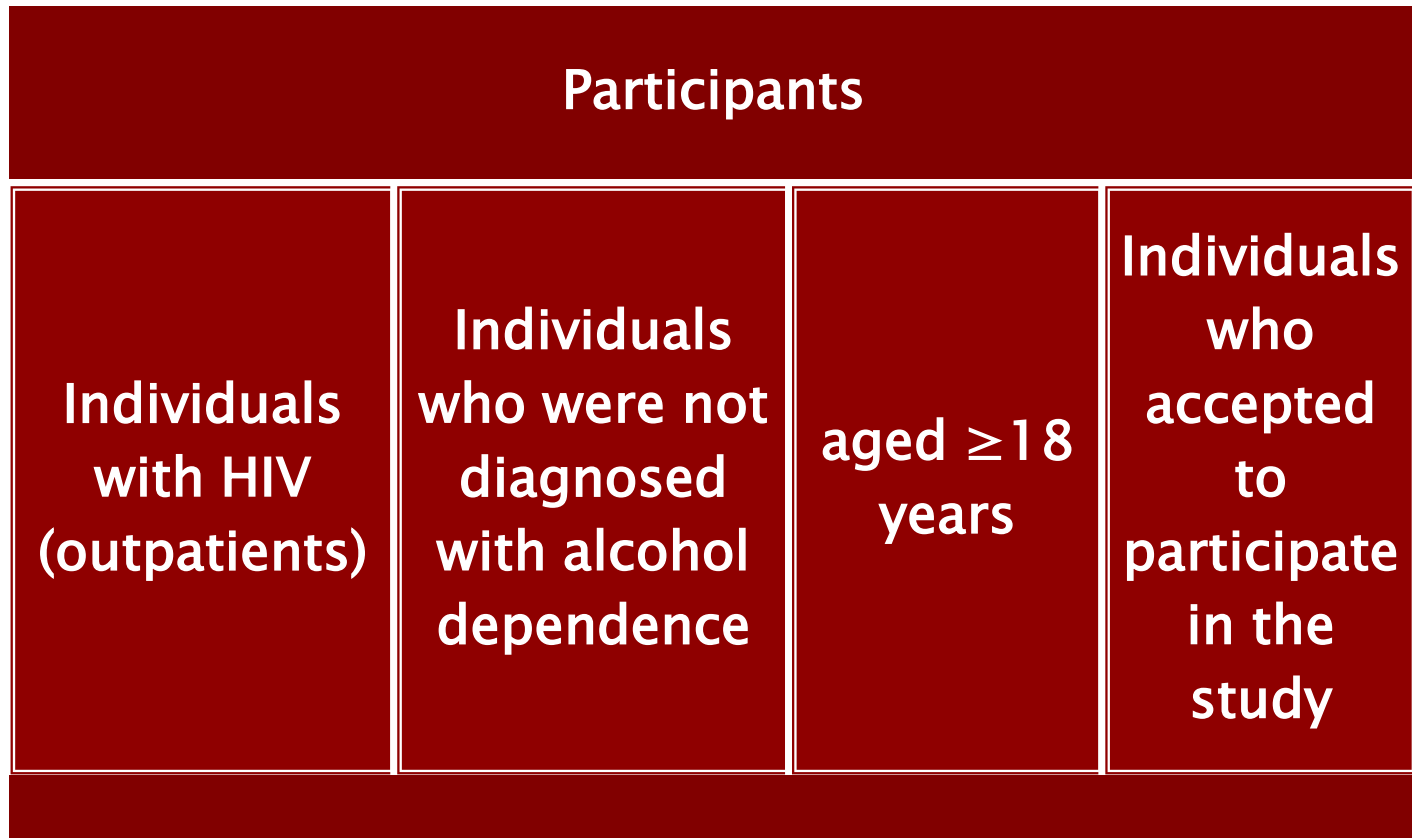 Participants
Individuals
with HIV
(outpatients)
Individuals
who were not
diagnosed
with alcohol
dependence
aged ≥18
years
Individuals
who
accepted
to
participate
in the
study